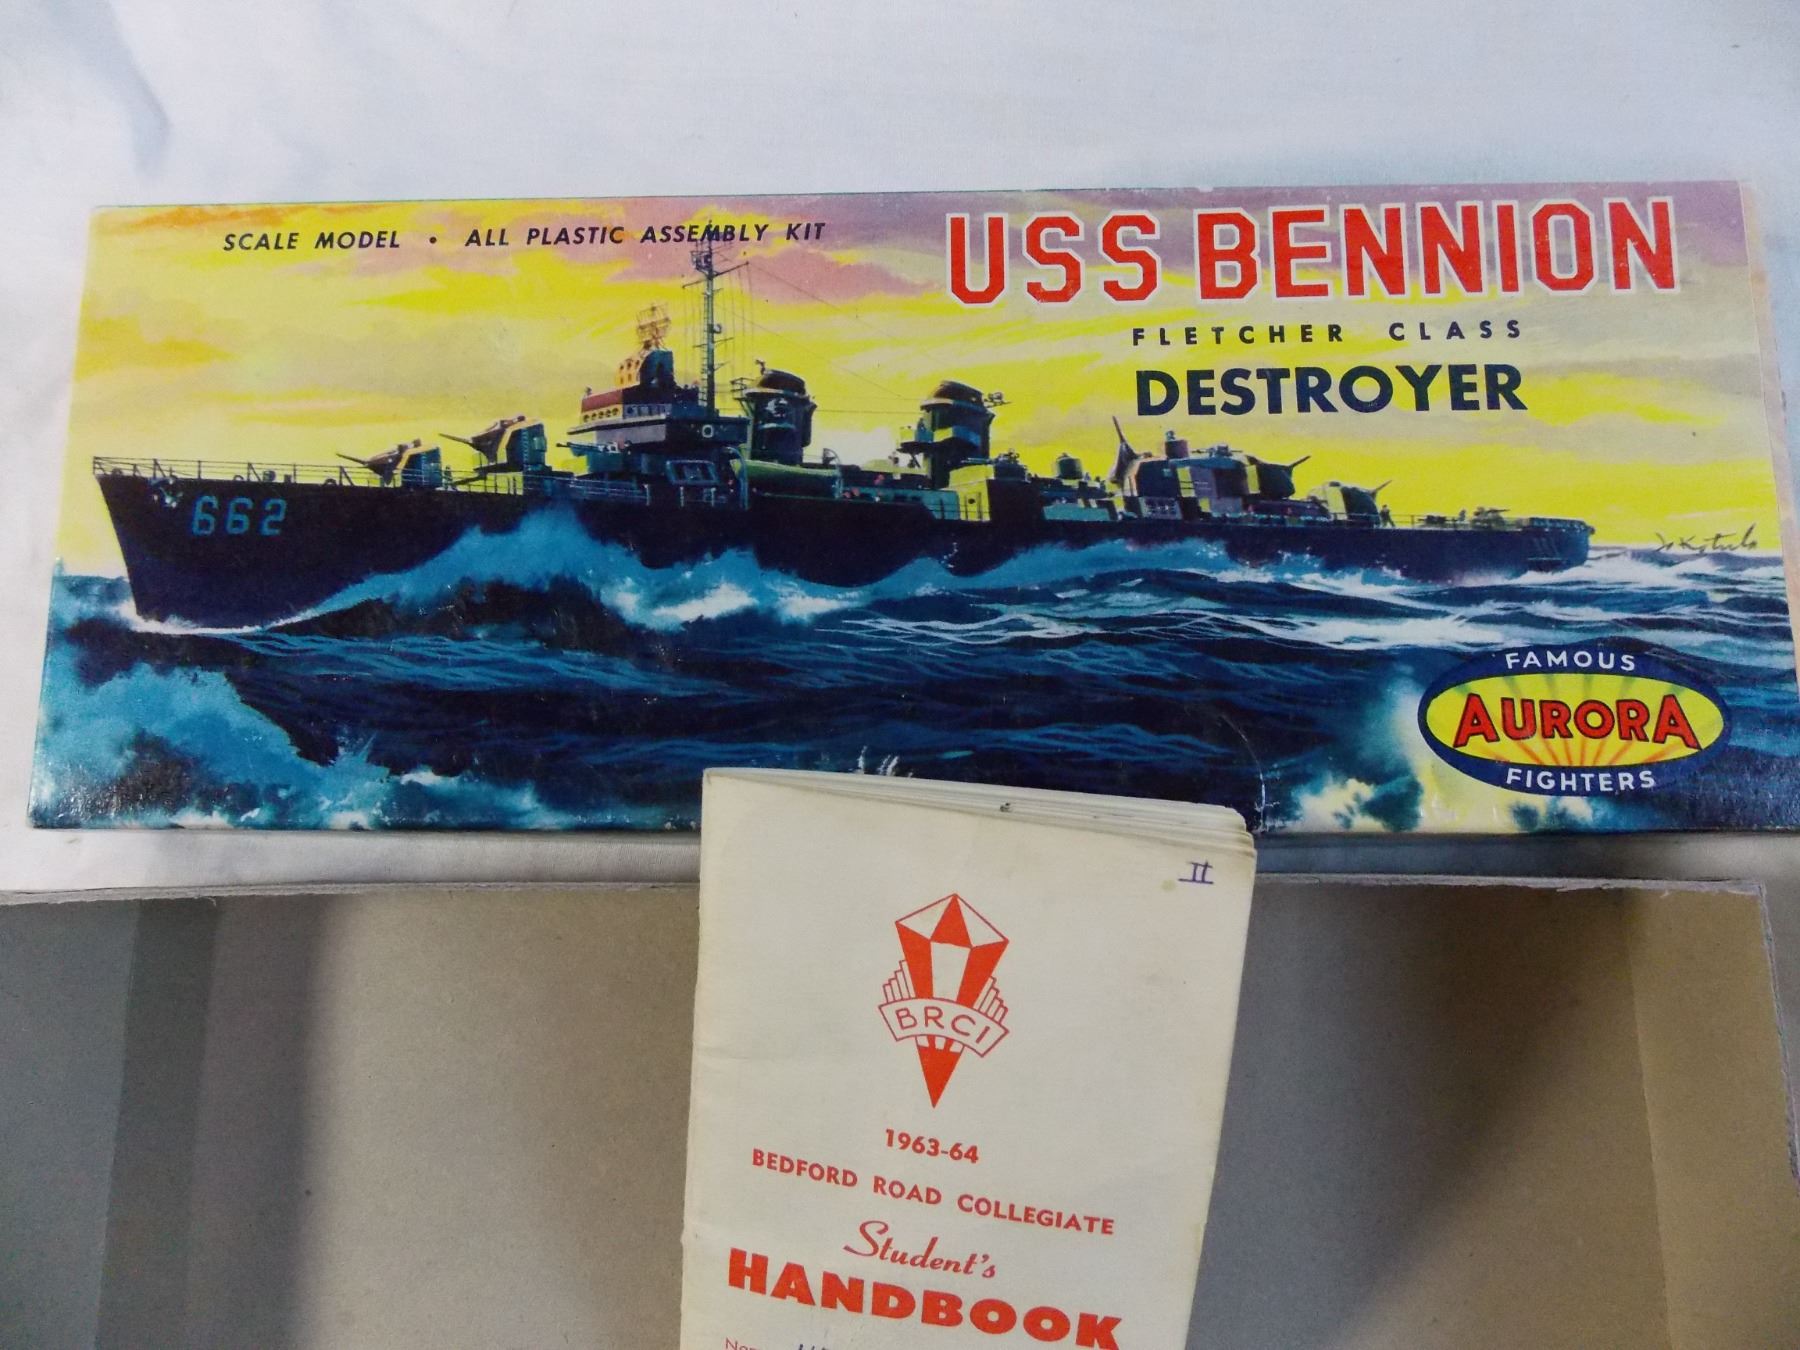 SCALE MODEL • ALL PLASTIC ASSEMBLY KIT
USS BENNION
FLETCHER CLASS
DESTROYER
662
FAMOUS
AURORA
FIGHTERS
II
BRCI
1963-64
BEDFORD ROAD COLLEGIATE
Student's
HANDBOOK